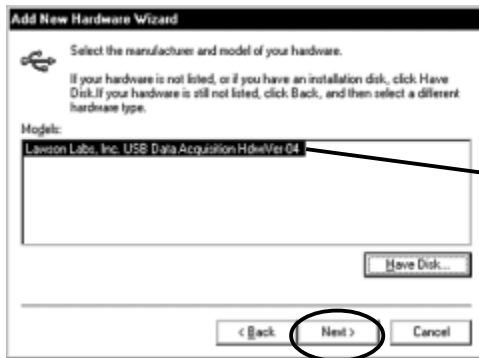 Add New Hardware Wizard
Select the manufacturer and model of your hardware.
If your hardware is not listed, or if you have an installation disk, click Have
Disk.If your hardware is still not listed, click Back, and then select a different
hardware type.
Models:
Lawson Labs, Inc. USB Data Acquisition HdwVer-04
Have Disk...
< Back
Next >
Cancel